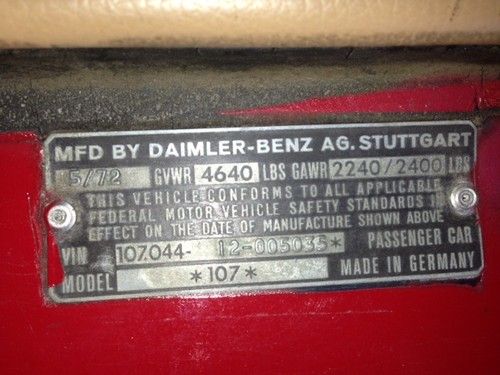 MFD BY DAIMLER-BENZ AG. STUTTGART
5/72 GVWR 4640 LBS GAWR 2240/2400 LBS
THIS VEHICLE CONFORMS TO ALL APPLICABLE
FEDERAL MOTOR VEHICLE SAFETY STANDARDS IN
EFFECT ON THE DATE OF MANUFACTURE SHOWN ABOVE
VIN 107.044- 12-005035* PASSENGER CAR
MODEL *107* MADE IN GERMANY